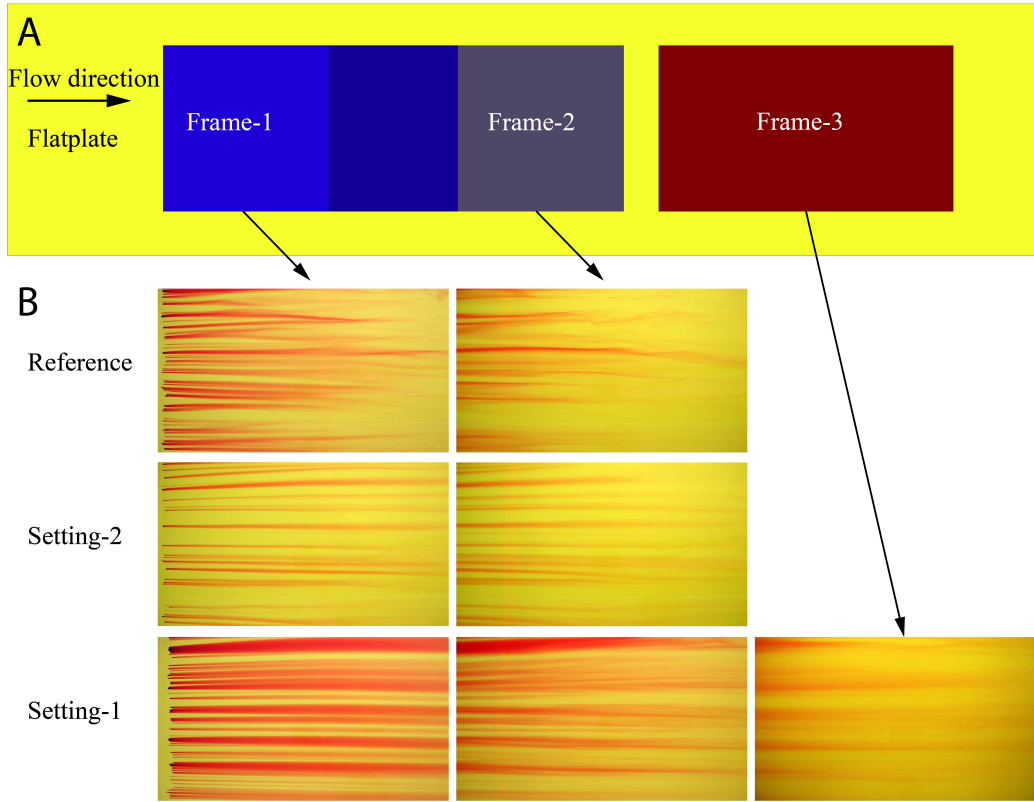 A
Flow direction
Flatplate
Frame-1
Frame-2
Frame-3
B
Reference
Setting-2
Setting-1